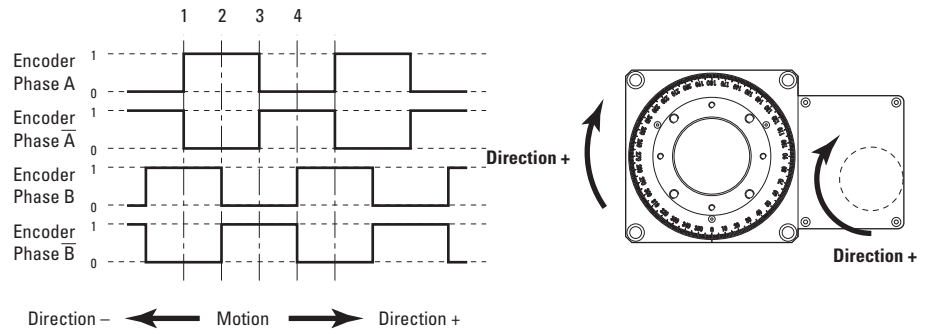 1 2 3 4
Encoder
Phase A
1
0
Encoder
Phase A̅
1
0
Encoder
Phase B
1
0
Encoder
Phase B̅
1
0
Direction – Motion Direction +
Direction +
Direction +